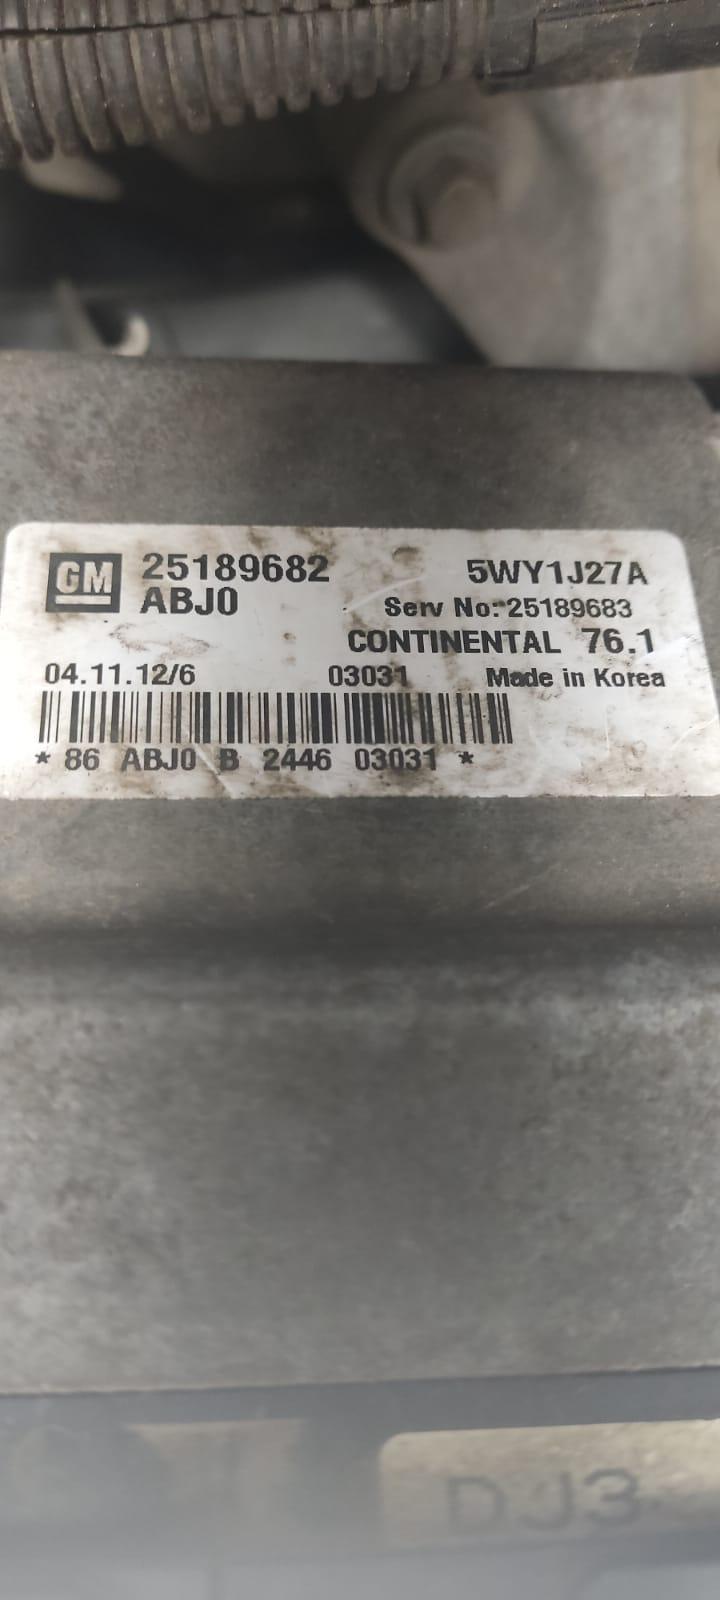 GM 25189682 5WY1J27A
ABJ0 Serv No: 25189683
CONTINENTAL 76.1
04.11.12/6 03031 Made in Korea
* 86 ABJ0 B 2446 03031 *
DJ3